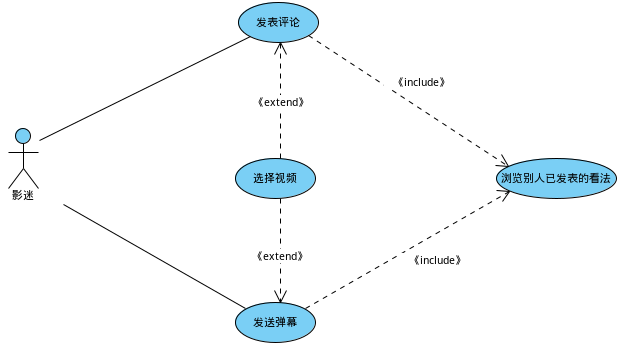 发表评论
《include》
《extend》
影迷
选择视频
浏览别人已发表的看法
《extend》
《include》
发送弹幕